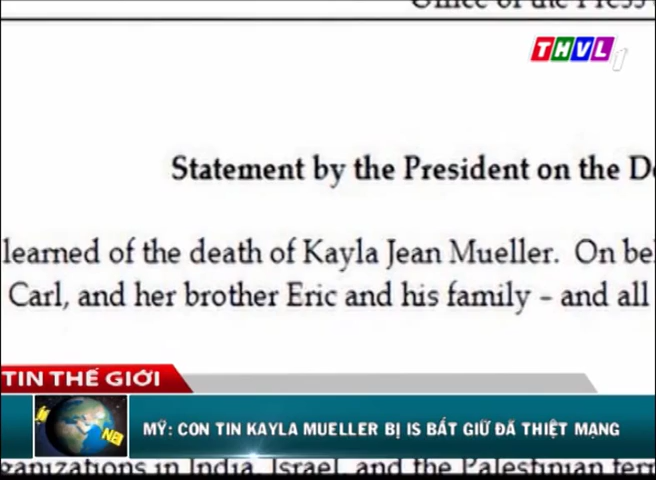 Office of the Press
THVL1
Statement by the President on the D
learned of the death of Kayla Jean Mueller. On be
Carl, and her brother Eric and his family – and all
TIN THẾ GIỚI
MỸ: CON TIN KAYLA MUELLER BỊ IS BẮT GIỮ ĐÃ THIỆT MẠNG
ganizations in India, Israel, and the Palestinian terr